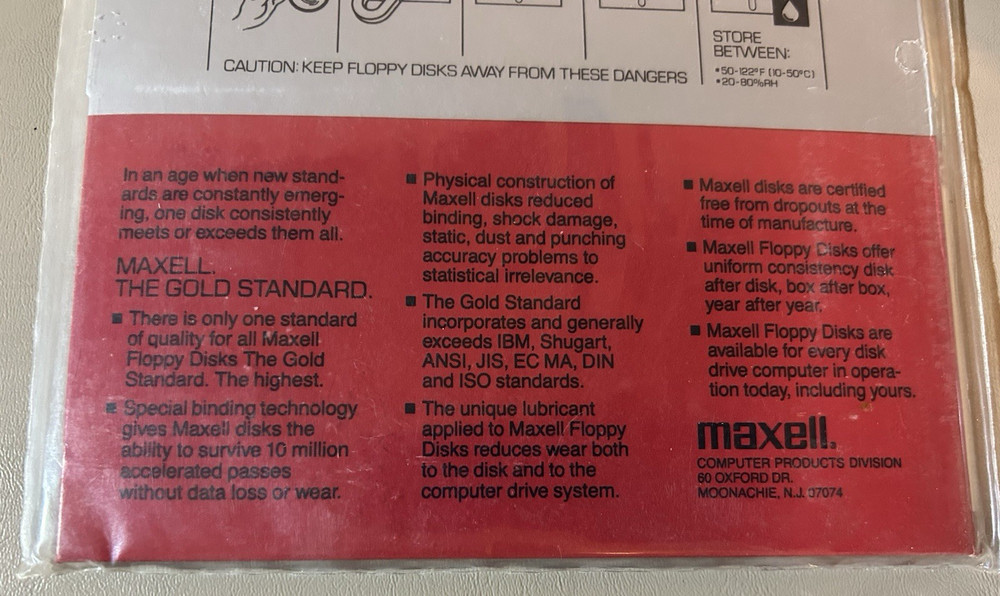 STORE
BETWEEN:
•50-122°F (10-50°C)
•20-80%RH
CAUTION: KEEP FLOPPY DISKS AWAY FROM THESE DANGERS
In an age when new stand-
ards are constantly emerg-
ing, one disk consistently
meets or exceeds them all.
MAXELL.
THE GOLD STANDARD.
■ There is only one standard
of quality for all Maxell
Floppy Disks The Gold
Standard. The highest.
■ Special binding technology
gives Maxell disks the
ability to survive 10 million
accelerated passes
without data loss or wear.
■ Physical construction of
Maxell disks reduced
binding, shock damage,
static, dust and punching
accuracy problems to
statistical irrelevance.
■ The Gold Standard
incorporates and generally
exceeds IBM, Shugart,
ANSI, JIS, EC MA, DIN
and ISO standards.
■ The unique lubricant
applied to Maxell Floppy
Disks reduces wear both
to the disk and to the
computer drive system.
■ Maxell disks are certified
free from dropouts at the
time of manufacture.
■ Maxell Floppy Disks offer
uniform consistency disk
after disk, box after box,
year after year.
■ Maxell Floppy Disks are
available for every disk
drive computer in opera-
tion today, including yours.
maxell.
COMPUTER PRODUCTS DIVISION
60 OXFORD DR.
MOONACHIE, N.J. 07074